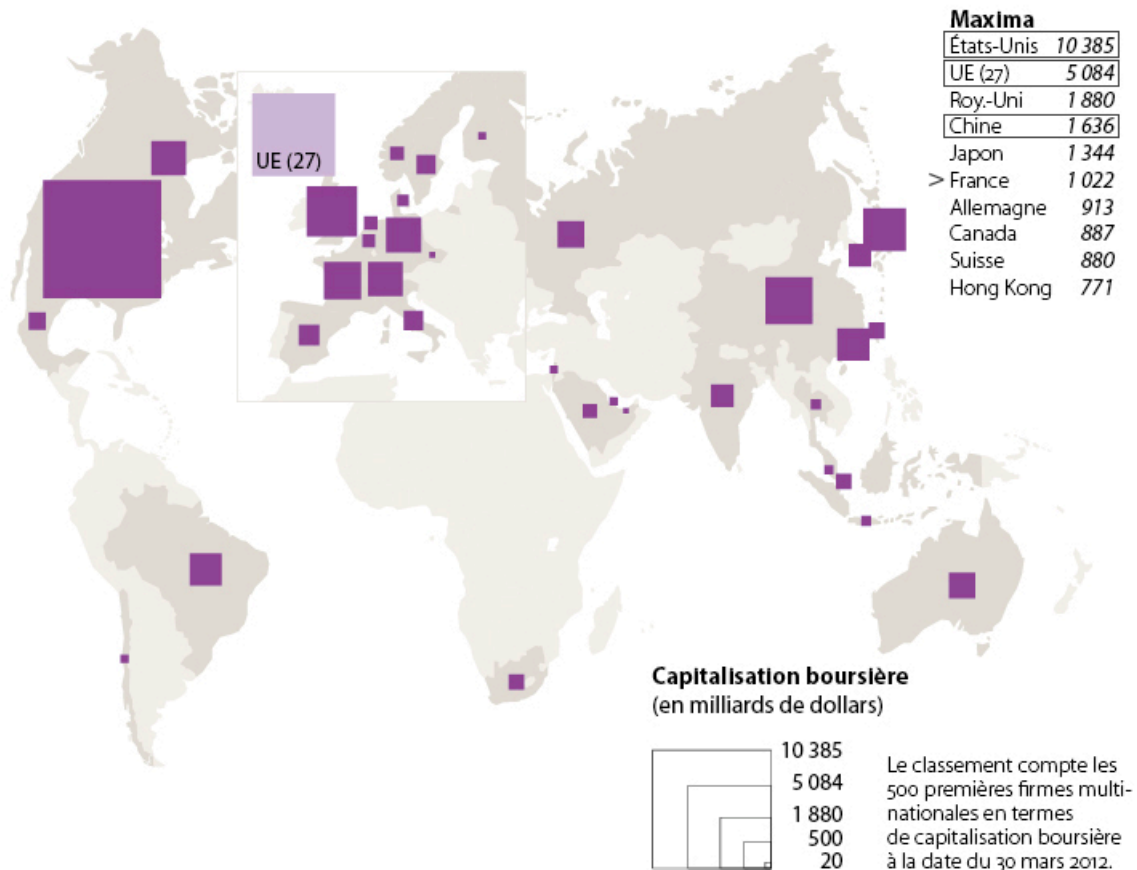 Maxima
États-Unis 10 385
UE (27) 5 084
Roy.-Uni 1 880
Chine 1 636
Japon 1 344
> France 1 022
Allemagne 913
Canada 887
Suisse 880
Hong Kong 771
UE (27)
Capitalisation boursière
(en milliards de dollars)
10 385
5 084
1 880
500
20
Le classement compte les
500 premières firmes multi-
nationales en termes
de capitalisation boursière
à la date du 30 mars 2012.